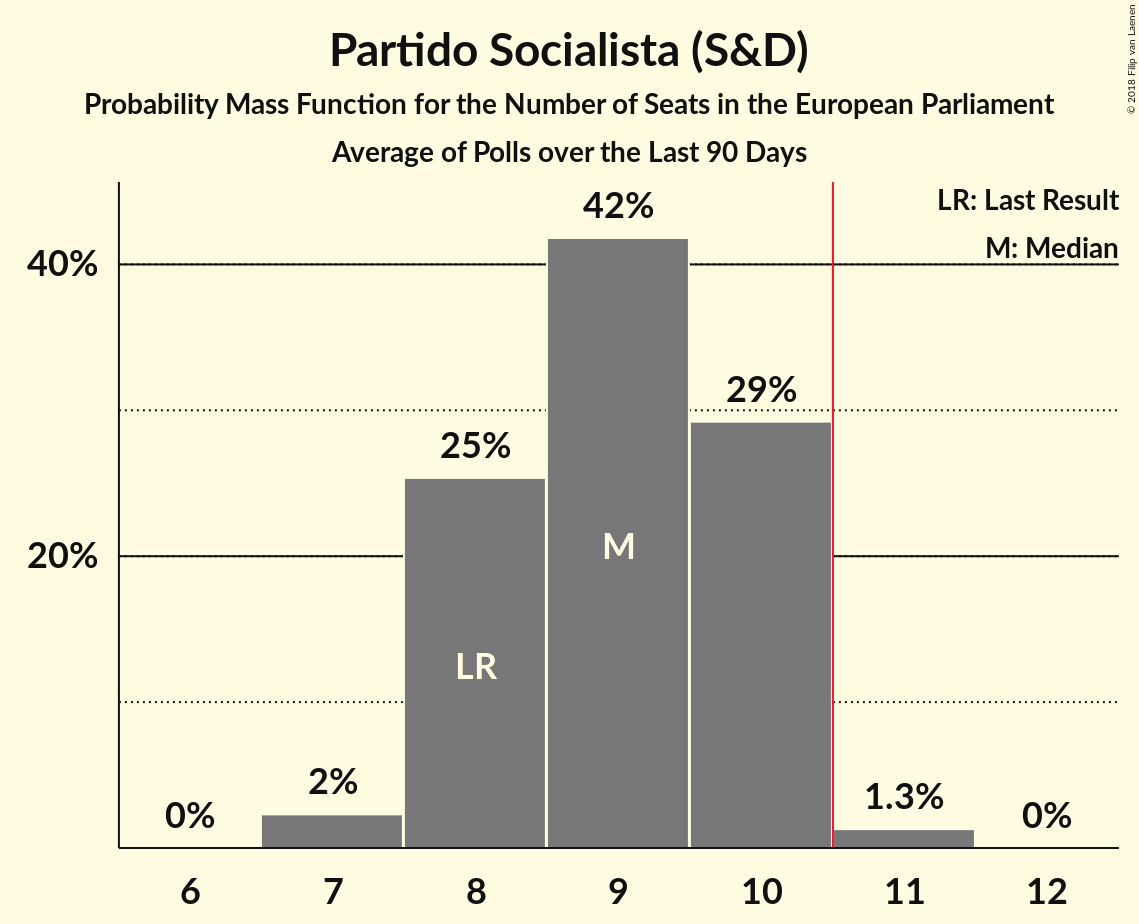 Partido Socialista (S&D)
Probability Mass Function for the Number of Seats in the European Parliament
Average of Polls over the Last 90 Days
© 2018 Filip van Laenen
LR: Last Result
M: Median
40%
20%
0%
2%
25%
42%
29%
1.3%
0%
LR
M
6 7 8 9 10 11 12